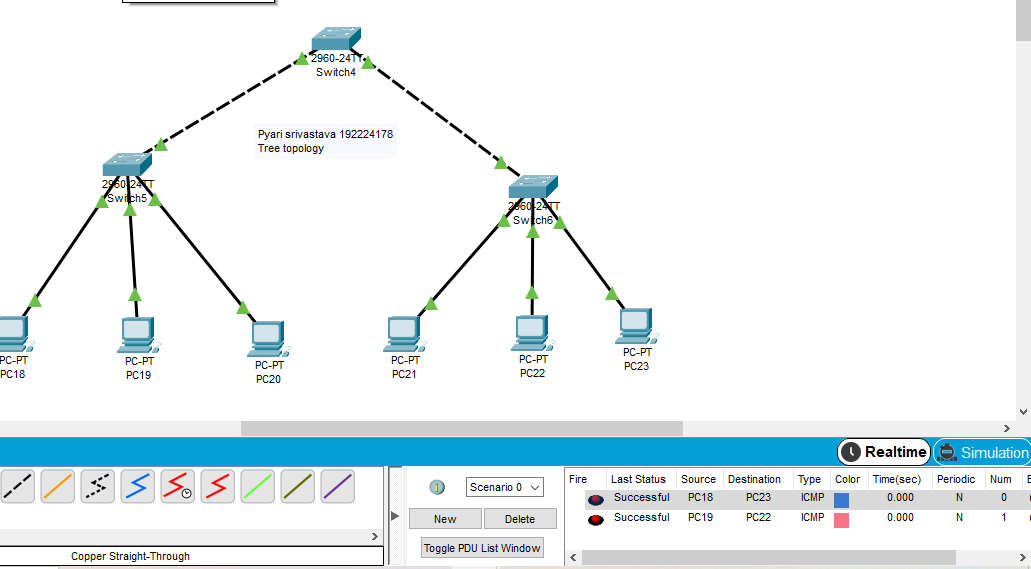 2960-24TT
Switch4
Pyari srivastava 192224178
Tree topology
2960-24TT
Switch5
2960-24TT
Switch6
PC-PT
PC18
PC-PT
PC19
PC-PT
PC20
PC-PT
PC21
PC-PT
PC22
PC-PT
PC23
Realtime
Simulation
Scenario 0
New
Delete
Toggle PDU List Window
Copper Straight-Through
Fire Last Status Source Destination Type Color Time(sec) Periodic Num
Successful PC18 PC23 ICMP 0.000 N 0
Successful PC19 PC22 ICMP 0.000 N 1